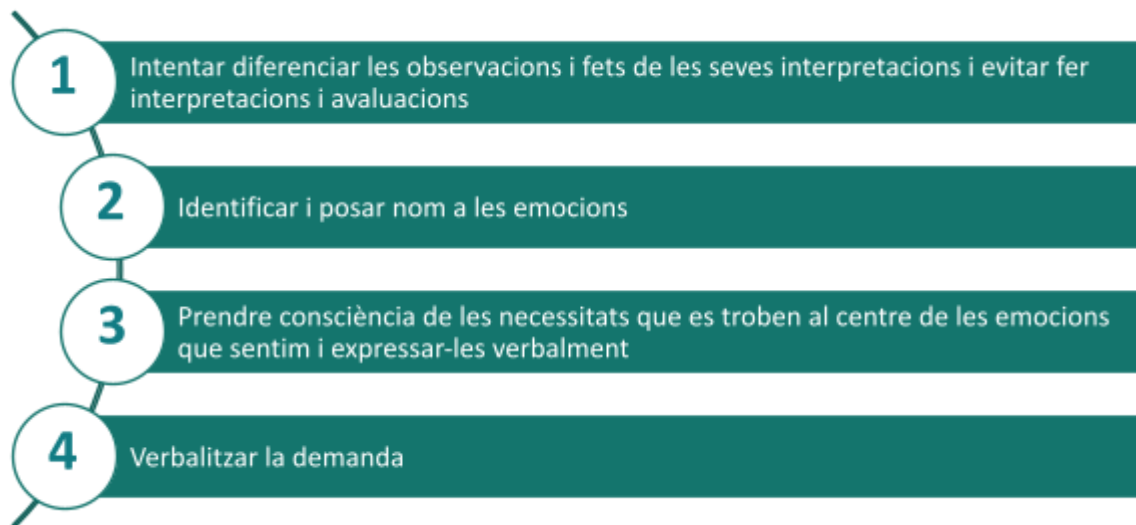 1
Intentar diferenciar les observacions i fets de les seves interpretacions i evitar fer
interpretacions i avaluacions
2
Identificar i posar nom a les emocions
3
Prendre consciència de les necessitats que es troben al centre de les emocions
que sentim i expressar-les verbalment
4
Verbalitzar la demanda